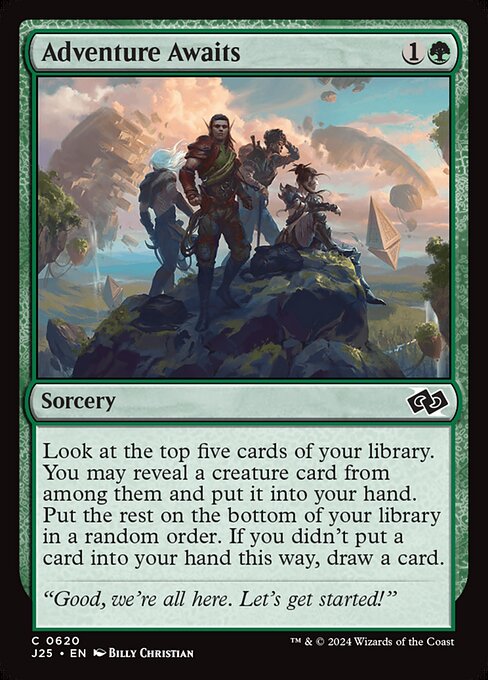 Adventure Awaits 1
Sorcery
Look at the top five cards of your library.
You may reveal a creature card from
among them and put it into your hand.
Put the rest on the bottom of your library
in a random order. If you didn’t put a
card into your hand this way, draw a card.
“Good, we’re all here. Let’s get started!”
C 0620
J25 • EN Billy Christian
™ & © 2024 Wizards of the Coast